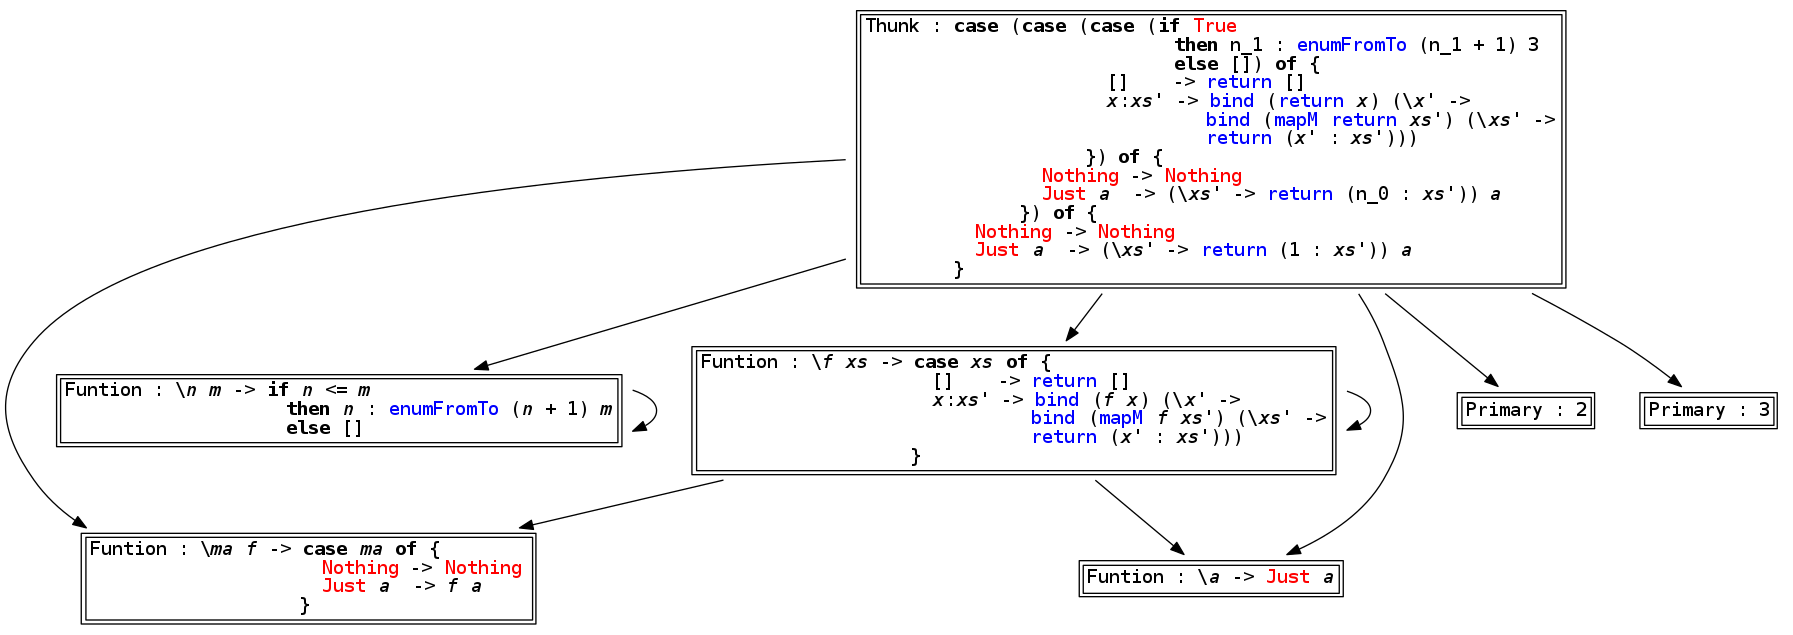 Thunk : case (case (case (if True
then n_1 : enumFromTo (n_1 + 1) 3
else []) of {
[]    -> return []
x:xs' -> bind (return x) (\x' ->
bind (mapM return xs') (\xs' ->
return (x' : xs')))
}) of {
Nothing -> Nothing
Just a  -> (\xs' -> return (n_0 : xs')) a
}) of {
Nothing -> Nothing
Just a  -> (\xs' -> return (1 : xs')) a
}
Funtion : \n m -> if n <= m
then n : enumFromTo (n + 1) m
else []
Funtion : \f xs -> case xs of {
[]    -> return []
x:xs' -> bind (f x) (\x' ->
bind (mapM f xs') (\xs' ->
return (x' : xs')))
}
Primary : 2
Primary : 3
Funtion : \ma f -> case ma of {
Nothing -> Nothing
Just a  -> f a
}
Funtion : \a -> Just a